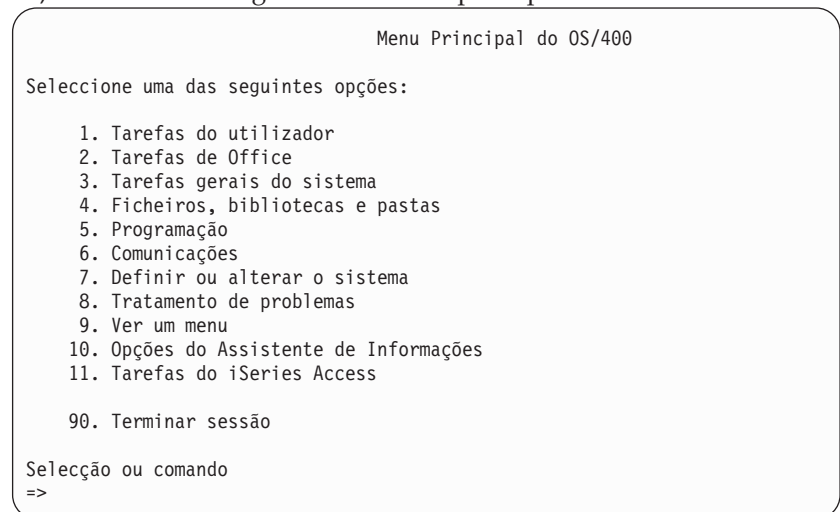 Menu Principal do OS/400
Seleccione uma das seguintes opções:
1. Tarefas do utilizador
2. Tarefas de Office
3. Tarefas gerais do sistema
4. Ficheiros, bibliotecas e pastas
5. Programação
6. Comunicações
7. Definir ou alterar o sistema
8. Tratamento de problemas
9. Ver um menu
10. Opções do Assistente de Informações
11. Tarefas do iSeries Access
90. Terminar sessão
Selecção ou comando
=>